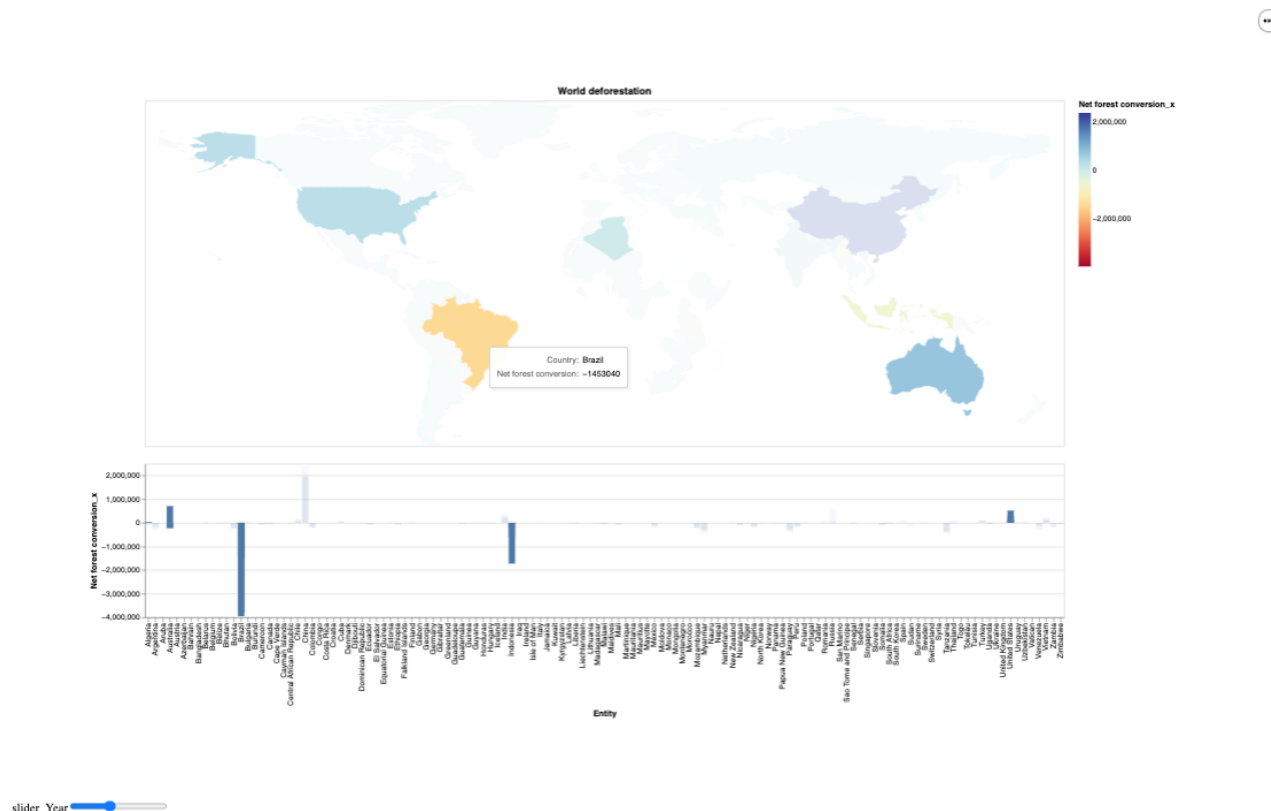 World deforestation
Net forest conversion_x
2,000,000
0
−2,000,000
Country: Brazil
Net forest conversion: −1453040
Net forest conversion_x
2,000,000
1,000,000
0
−1,000,000
−2,000,000
−3,000,000
−4,000,000
Algeria
Argentina
Aruba
Australia
Austria
Azerbaijan
Bahrain
Bangladesh
Belarus
Belgium
Belize
Bhutan
Bolivia
Brazil
Bulgaria
Burundi
Cameroon
Canada
Cape Verde
Cayman Islands
Central African Republic
Chile
China
Colombia
Congo
Costa Rica
Croatia
Cuba
Denmark
Djibouti
Dominican Republic
Ecuador
El Salvador
Equatorial Guinea
Estonia
Ethiopia
Falkland Islands
Finland
Gabon
Georgia
Germany
Gibraltar
Greenland
Guadeloupe
Guatemala
Guinea
Guyana
Honduras
Hungary
Iceland
India
Indonesia
Iraq
Ireland
Isle of Man
Italy
Jamaica
Kuwait
Kyrgyzstan
Latvia
Liberia
Liechtenstein
Lithuania
Madagascar
Malawi
Maldives
Mali
Martinique
Mauritania
Mauritius
Mexico
Moldova
Monaco
Mongolia
Montenegro
Morocco
Mozambique
Myanmar
Nauru
Nepal
Netherlands
New Zealand
Nicaragua
Niger
Nigeria
North Korea
Norway
Panama
Papua New Guinea
Paraguay
Peru
Poland
Portugal
Qatar
Romania
Russia
San Marino
Sao Tome and Principe
Senegal
Serbia
Singapore
Slovenia
Somalia
South Africa
South Korea
Spain
Sudan
Suriname
Sweden
Switzerland
Syria
Tanzania
Thailand
Togo
Tokelau
Tunisia
Turkey
Uganda
Ukraine
United Kingdom
United States
Uruguay
Uzbekistan
Vatican
Venezuela
Vietnam
Zambia
Zimbabwe
Entity
slider_Year